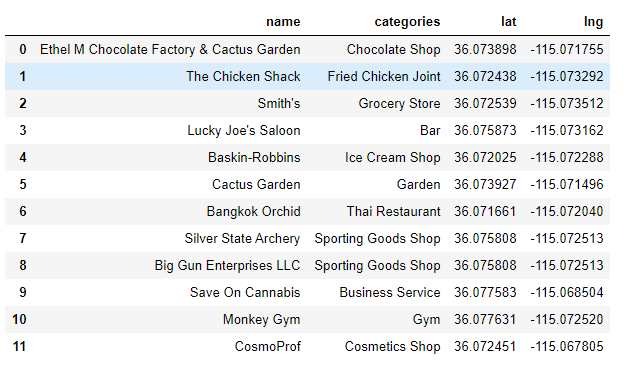 name categories lat lng
0 Ethel M Chocolate Factory & Cactus Garden Chocolate Shop 36.073898 -115.071755
1 The Chicken Shack Fried Chicken Joint 36.072438 -115.073292
2 Smith's Grocery Store 36.072539 -115.073512
3 Lucky Joe's Saloon Bar 36.075873 -115.073162
4 Baskin-Robbins Ice Cream Shop 36.072025 -115.072288
5 Cactus Garden Garden 36.073927 -115.071496
6 Bangkok Orchid Thai Restaurant 36.071661 -115.072040
7 Silver State Archery Sporting Goods Shop 36.075808 -115.072513
8 Big Gun Enterprises LLC Sporting Goods Shop 36.075808 -115.072513
9 Save On Cannabis Business Service 36.077583 -115.068504
10 Monkey Gym Gym 36.077631 -115.072520
11 CosmoProf Cosmetics Shop 36.072451 -115.067805